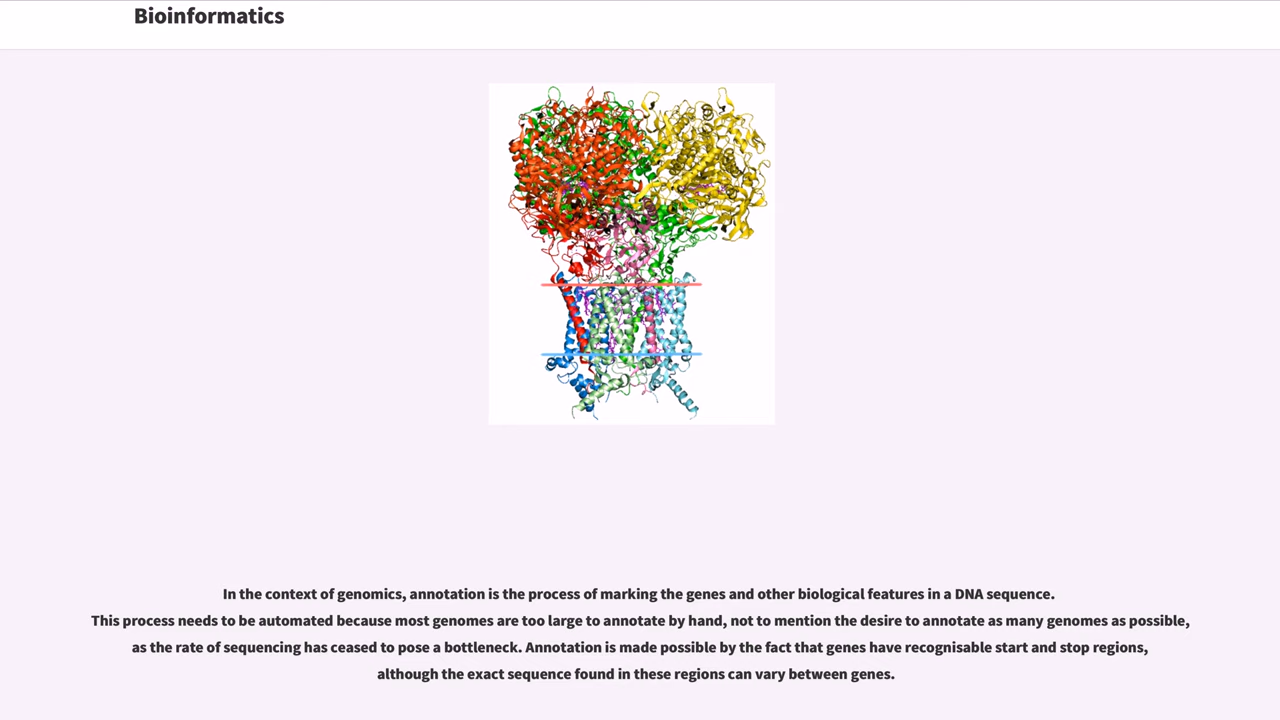 Bioinformatics
In the context of genomics, annotation is the process of marking the genes and other biological features in a DNA sequence.
This process needs to be automated because most genomes are too large to annotate by hand, not to mention the desire to annotate as many genomes as possible,
as the rate of sequencing has ceased to pose a bottleneck. Annotation is made possible by the fact that genes have recognisable start and stop regions,
although the exact sequence found in these regions can vary between genes.